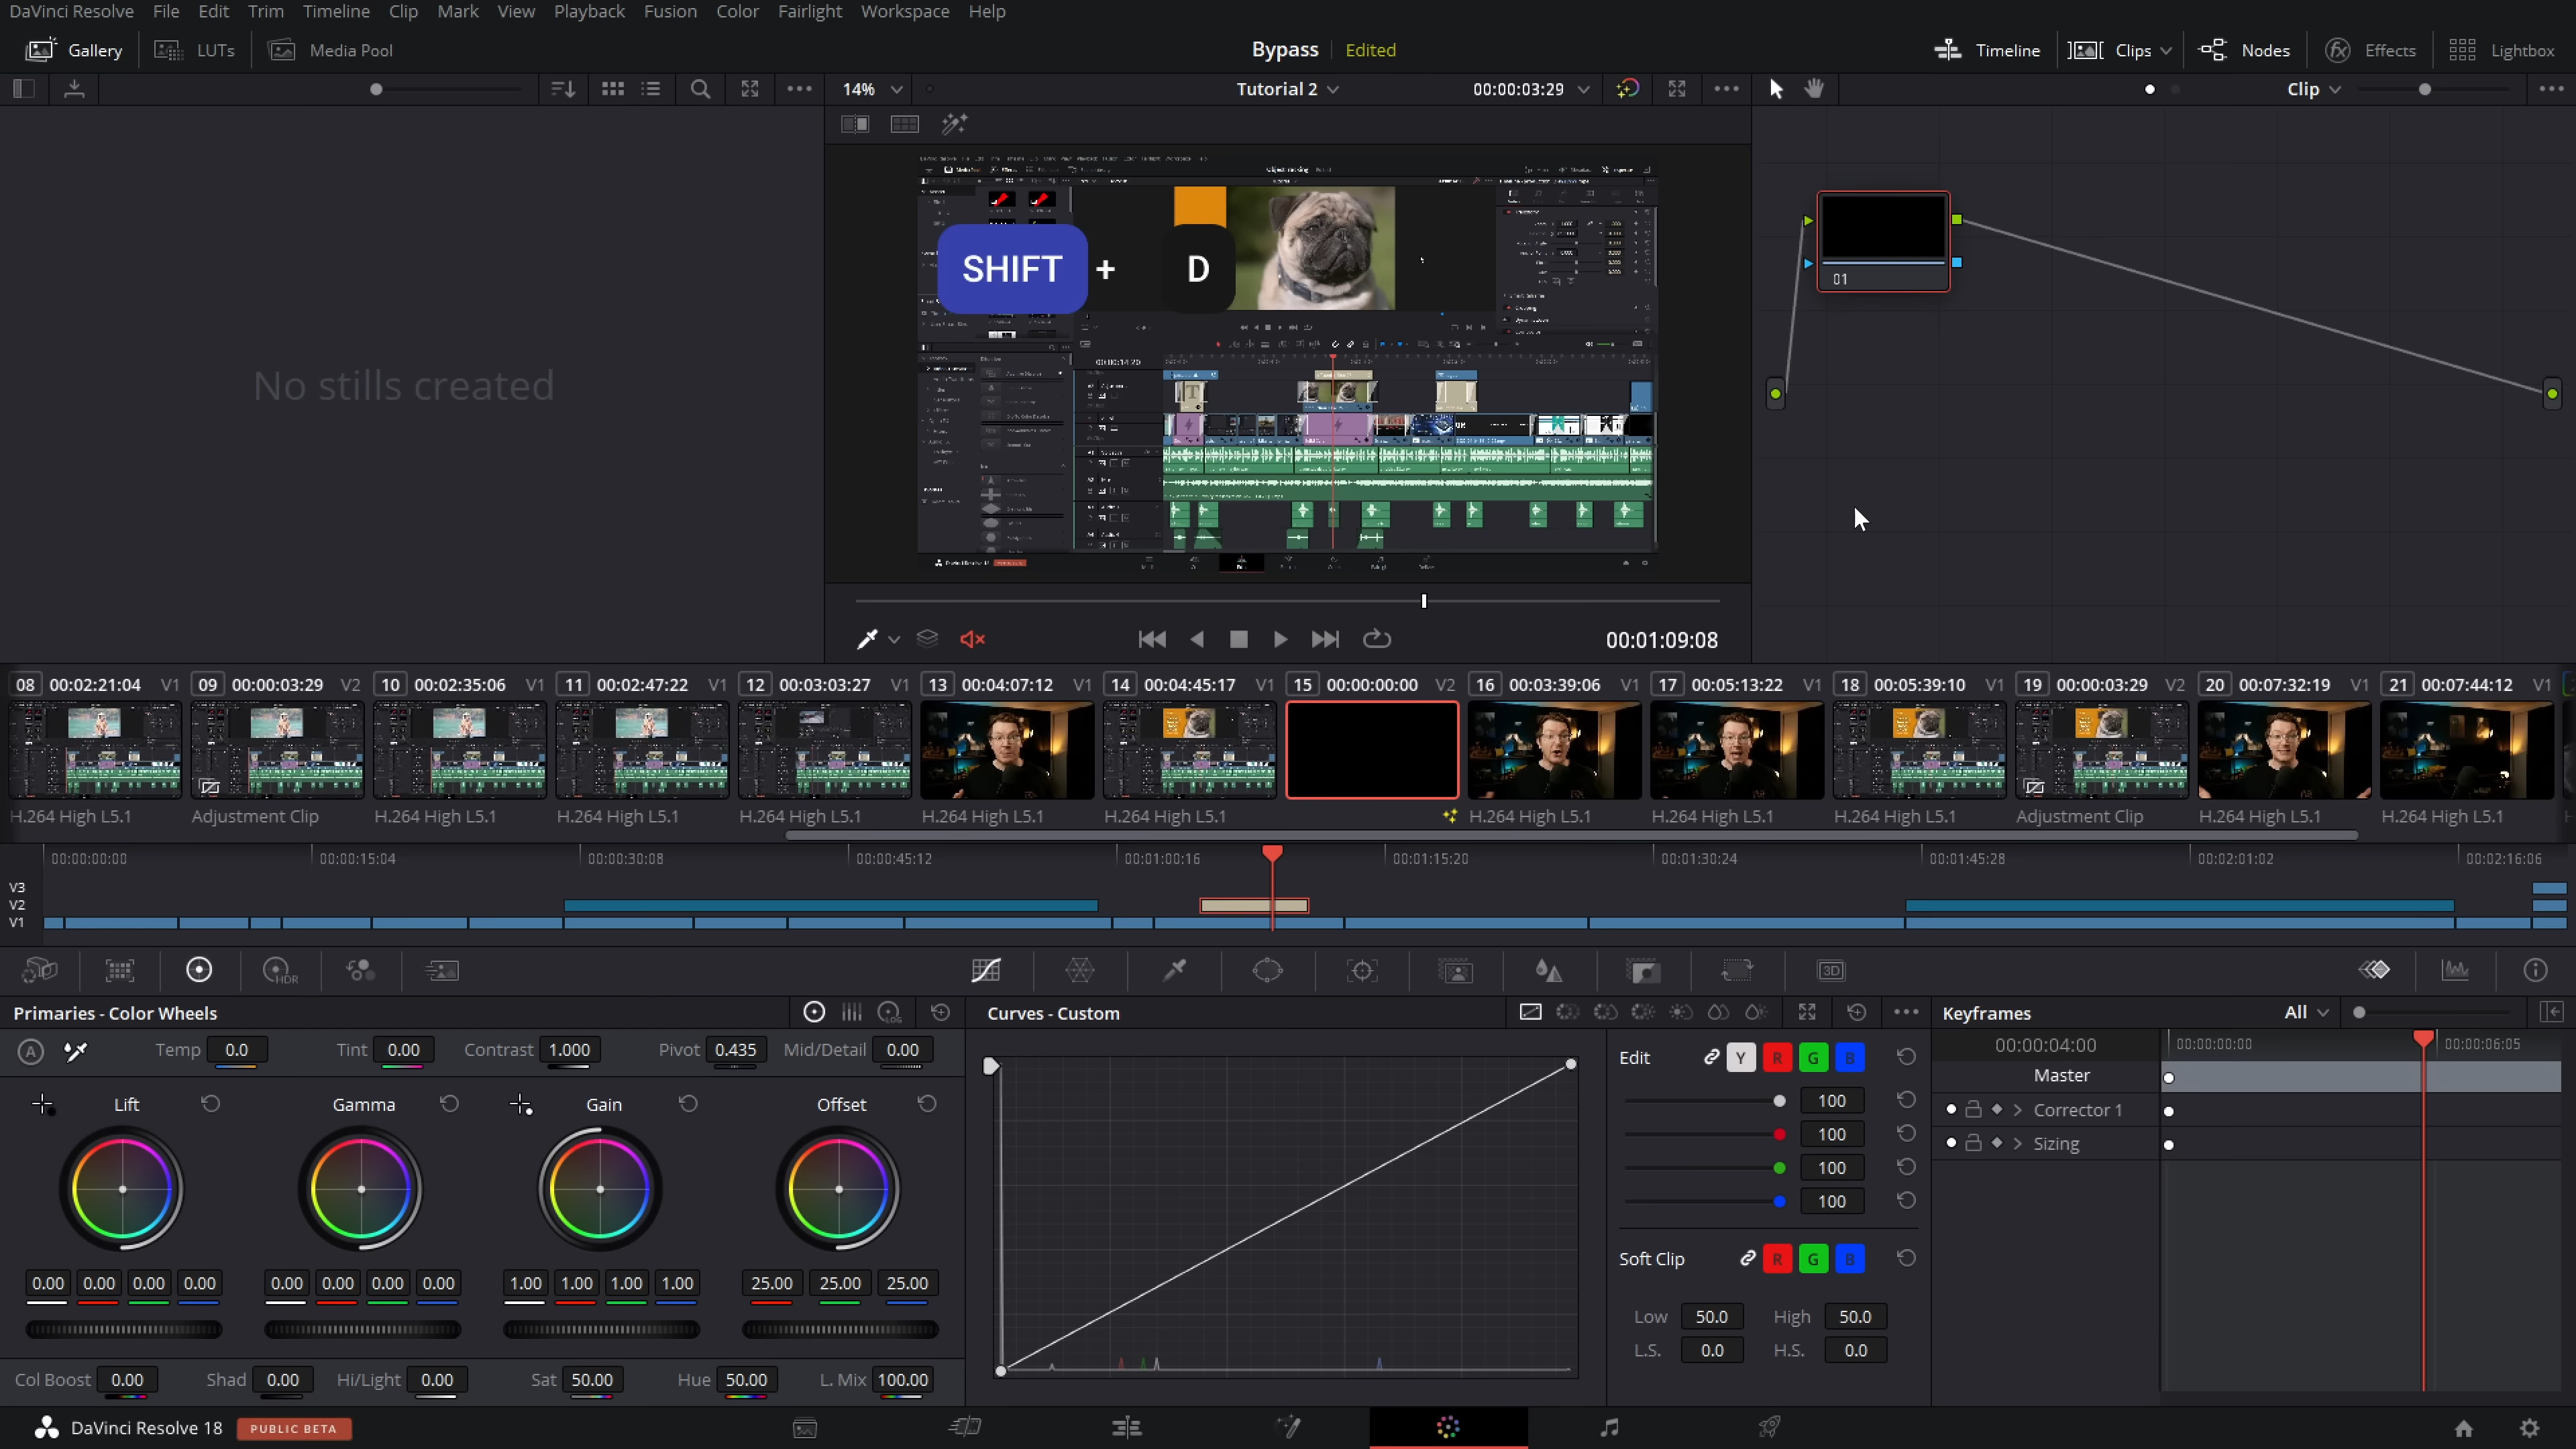 DaVinci Resolve File Edit Trim Timeline Clip Mark View Playback Fusion Color Fairlight Workspace Help
Gallery LUTs Media Pool Bypass Edited Timeline Clips Nodes Effects Lightbox
14% Tutorial 2 00:00:03:29 Clip
No stills created
SHIFT + D
01
00:01:09:08
08 00:02:21:04 V1 09 00:00:03:29 V2 10 00:02:35:06 V1 11 00:02:47:22 V1 12 00:03:03:27 V1 13 00:04:07:12 V1 14 00:04:45:17 V1 15 00:00:00:00 V2 16 00:03:39:06 V1 17 00:05:13:22 V1 18 00:05:39:10 V1 19 00:00:03:29 V2 20 00:07:32:19 V1 21 00:07:44:12 V1
H.264 High L5.1 Adjustment Clip H.264 High L5.1 H.264 High L5.1 H.264 High L5.1 H.264 High L5.1 H.264 High L5.1 H.264 High L5.1 H.264 High L5.1 H.264 High L5.1 Adjustment Clip H.264 High L5.1 H.264 High L5.1
00:00:00:00 00:00:15:04 00:00:30:08 00:00:45:12 00:01:00:16 00:01:15:20 00:01:30:24 00:01:45:28 00:02:01:02 00:02:16:06
V3
V2
V1
HDR 3D
Primaries - Color Wheels LOG Curves - Custom Keyframes All
A Temp 0.0 Tint 0.00 Contrast 1.000 Pivot 0.435 Mid/Detail 0.00 Edit Y R G B 00:00:04:00 00:00:00:00 00:00:06:05
Master
Lift Gamma Gain Offset 100 Corrector 1
100 Sizing
100
100
Soft Clip R G B
0.00 0.00 0.00 0.00 0.00 0.00 0.00 0.00 1.00 1.00 1.00 1.00 25.00 25.00 25.00
Low 50.0 High 50.0
L.S. 0.0 H.S. 0.0
Col Boost 0.00 Shad 0.00 Hi/Light 0.00 Sat 50.00 Hue 50.00 L. Mix 100.00
DaVinci Resolve 18 PUBLIC BETA